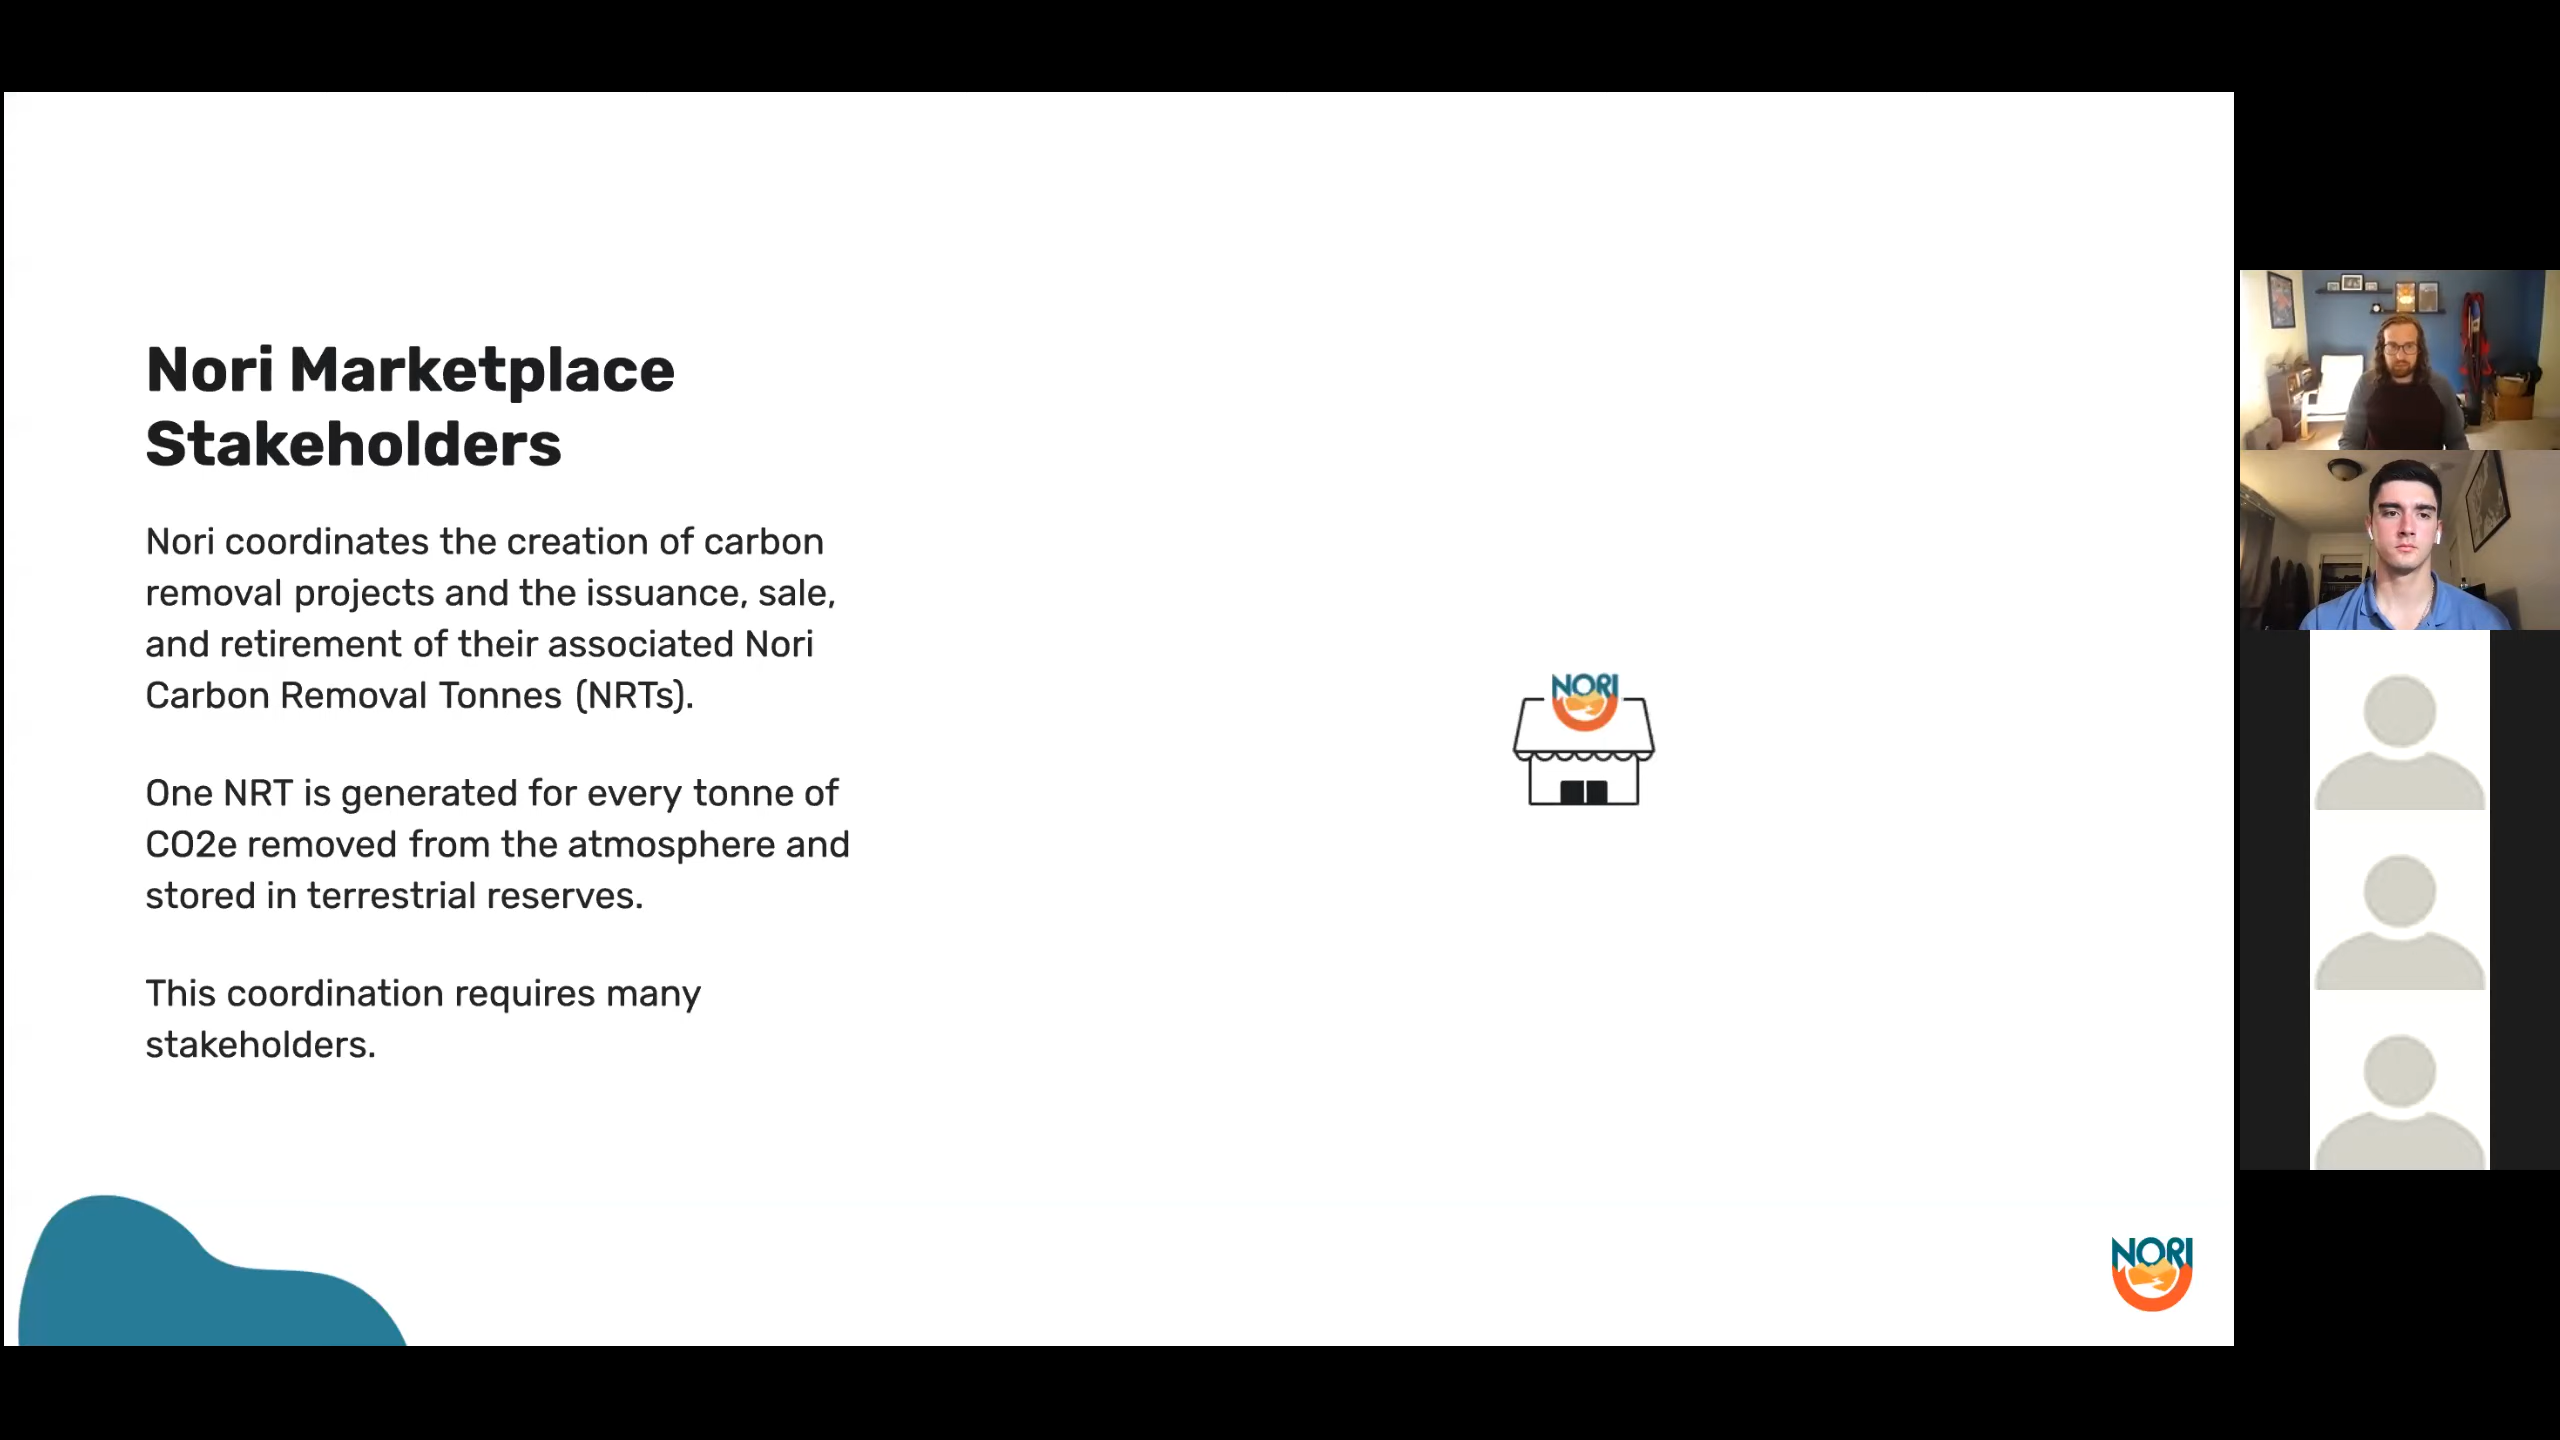 Nori Marketplace
Stakeholders
Nori coordinates the creation of carbon
removal projects and the issuance, sale,
and retirement of their associated Nori
Carbon Removal Tonnes (NRTs).
One NRT is generated for every tonne of
CO2e removed from the atmosphere and
stored in terrestrial reserves.
This coordination requires many
stakeholders.
NORI
NORI